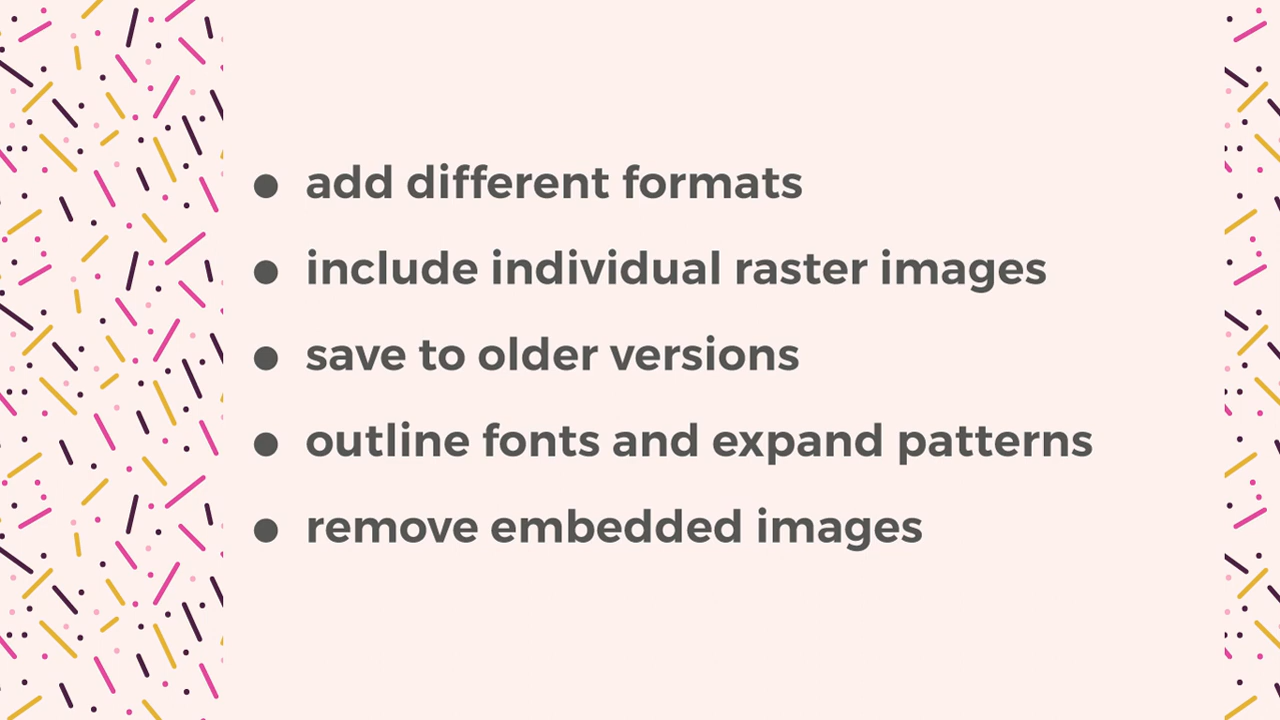 ● add different formats
● include individual raster images
● save to older versions
● outline fonts and expand patterns
● remove embedded images